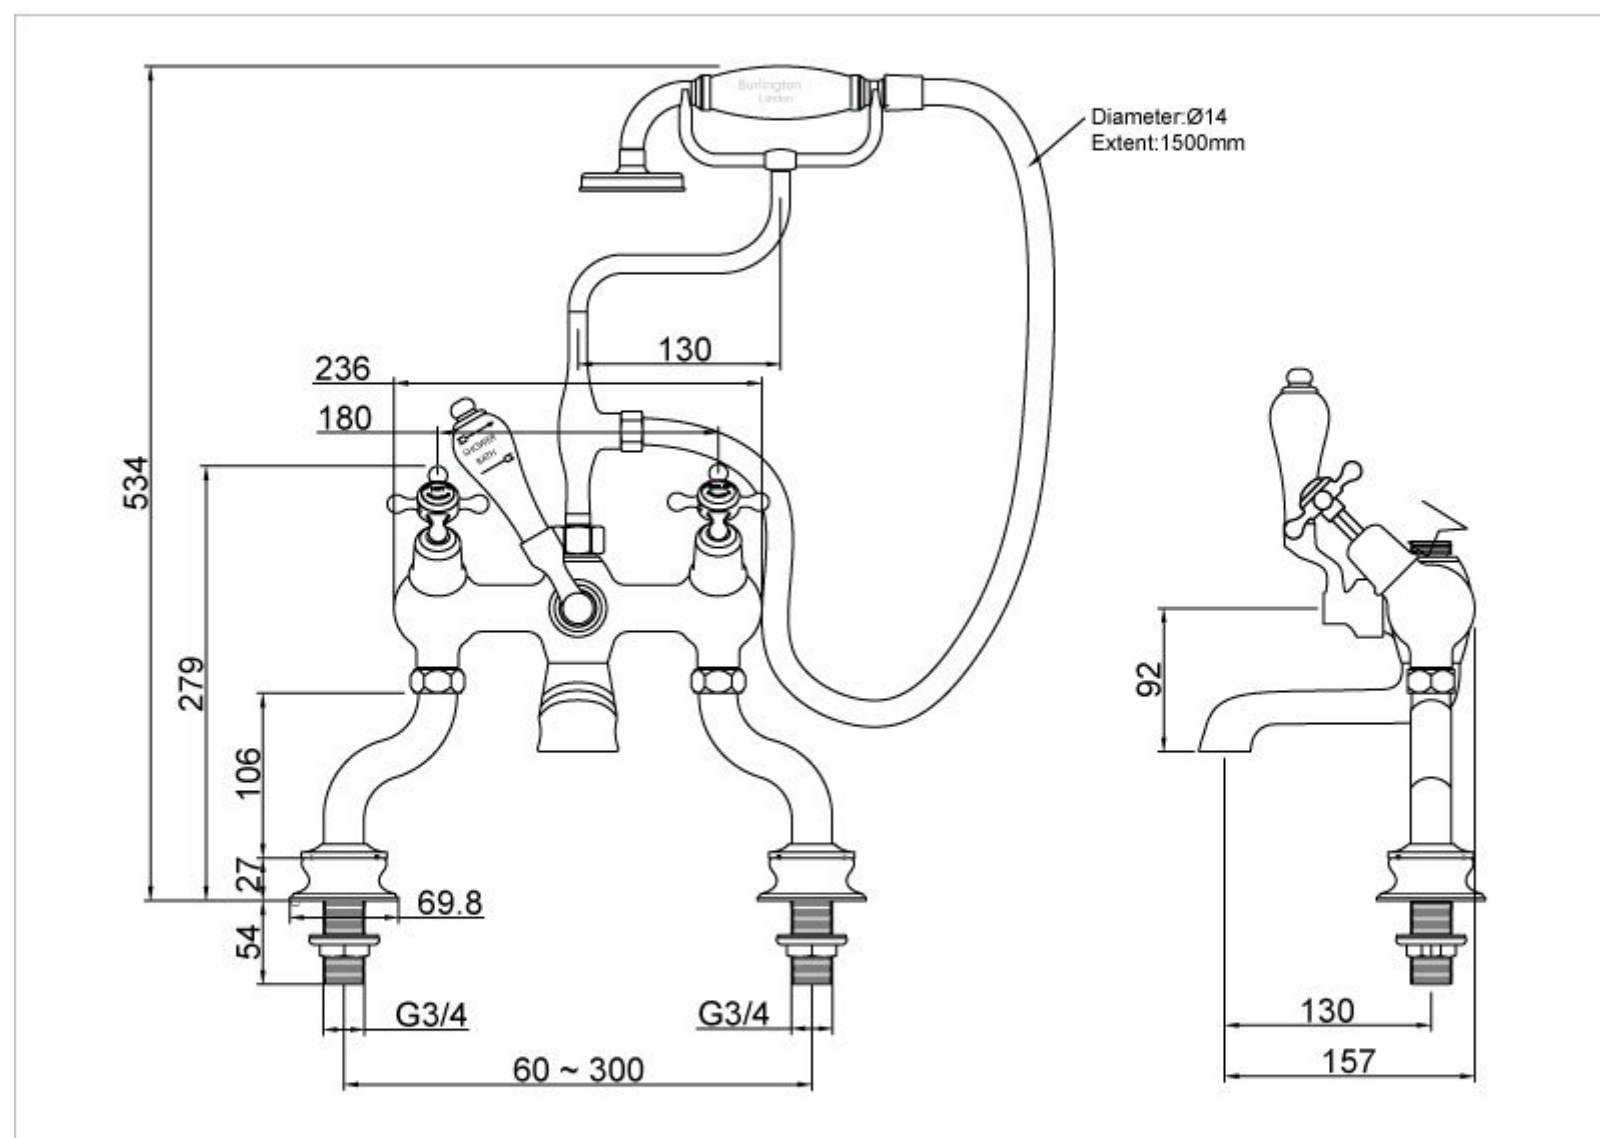 Burlington
London
Diameter:Ø14
Extent:1500mm
130
236
180
SHOWER
BATH
534
279
92
106
27
69.8
54
G3/4
G3/4
130
60 ~ 300
157